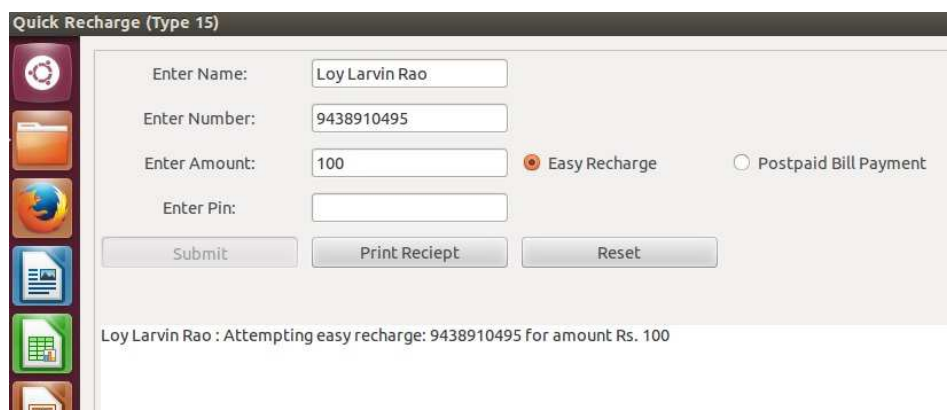 Quick Recharge (Type 15)
Enter Name: Loy Larvin Rao
Enter Number: 9438910495
Enter Amount: 100 Easy Recharge Postpaid Bill Payment
Enter Pin:
Submit Print Reciept Reset
Loy Larvin Rao : Attempting easy recharge: 9438910495 for amount Rs. 100